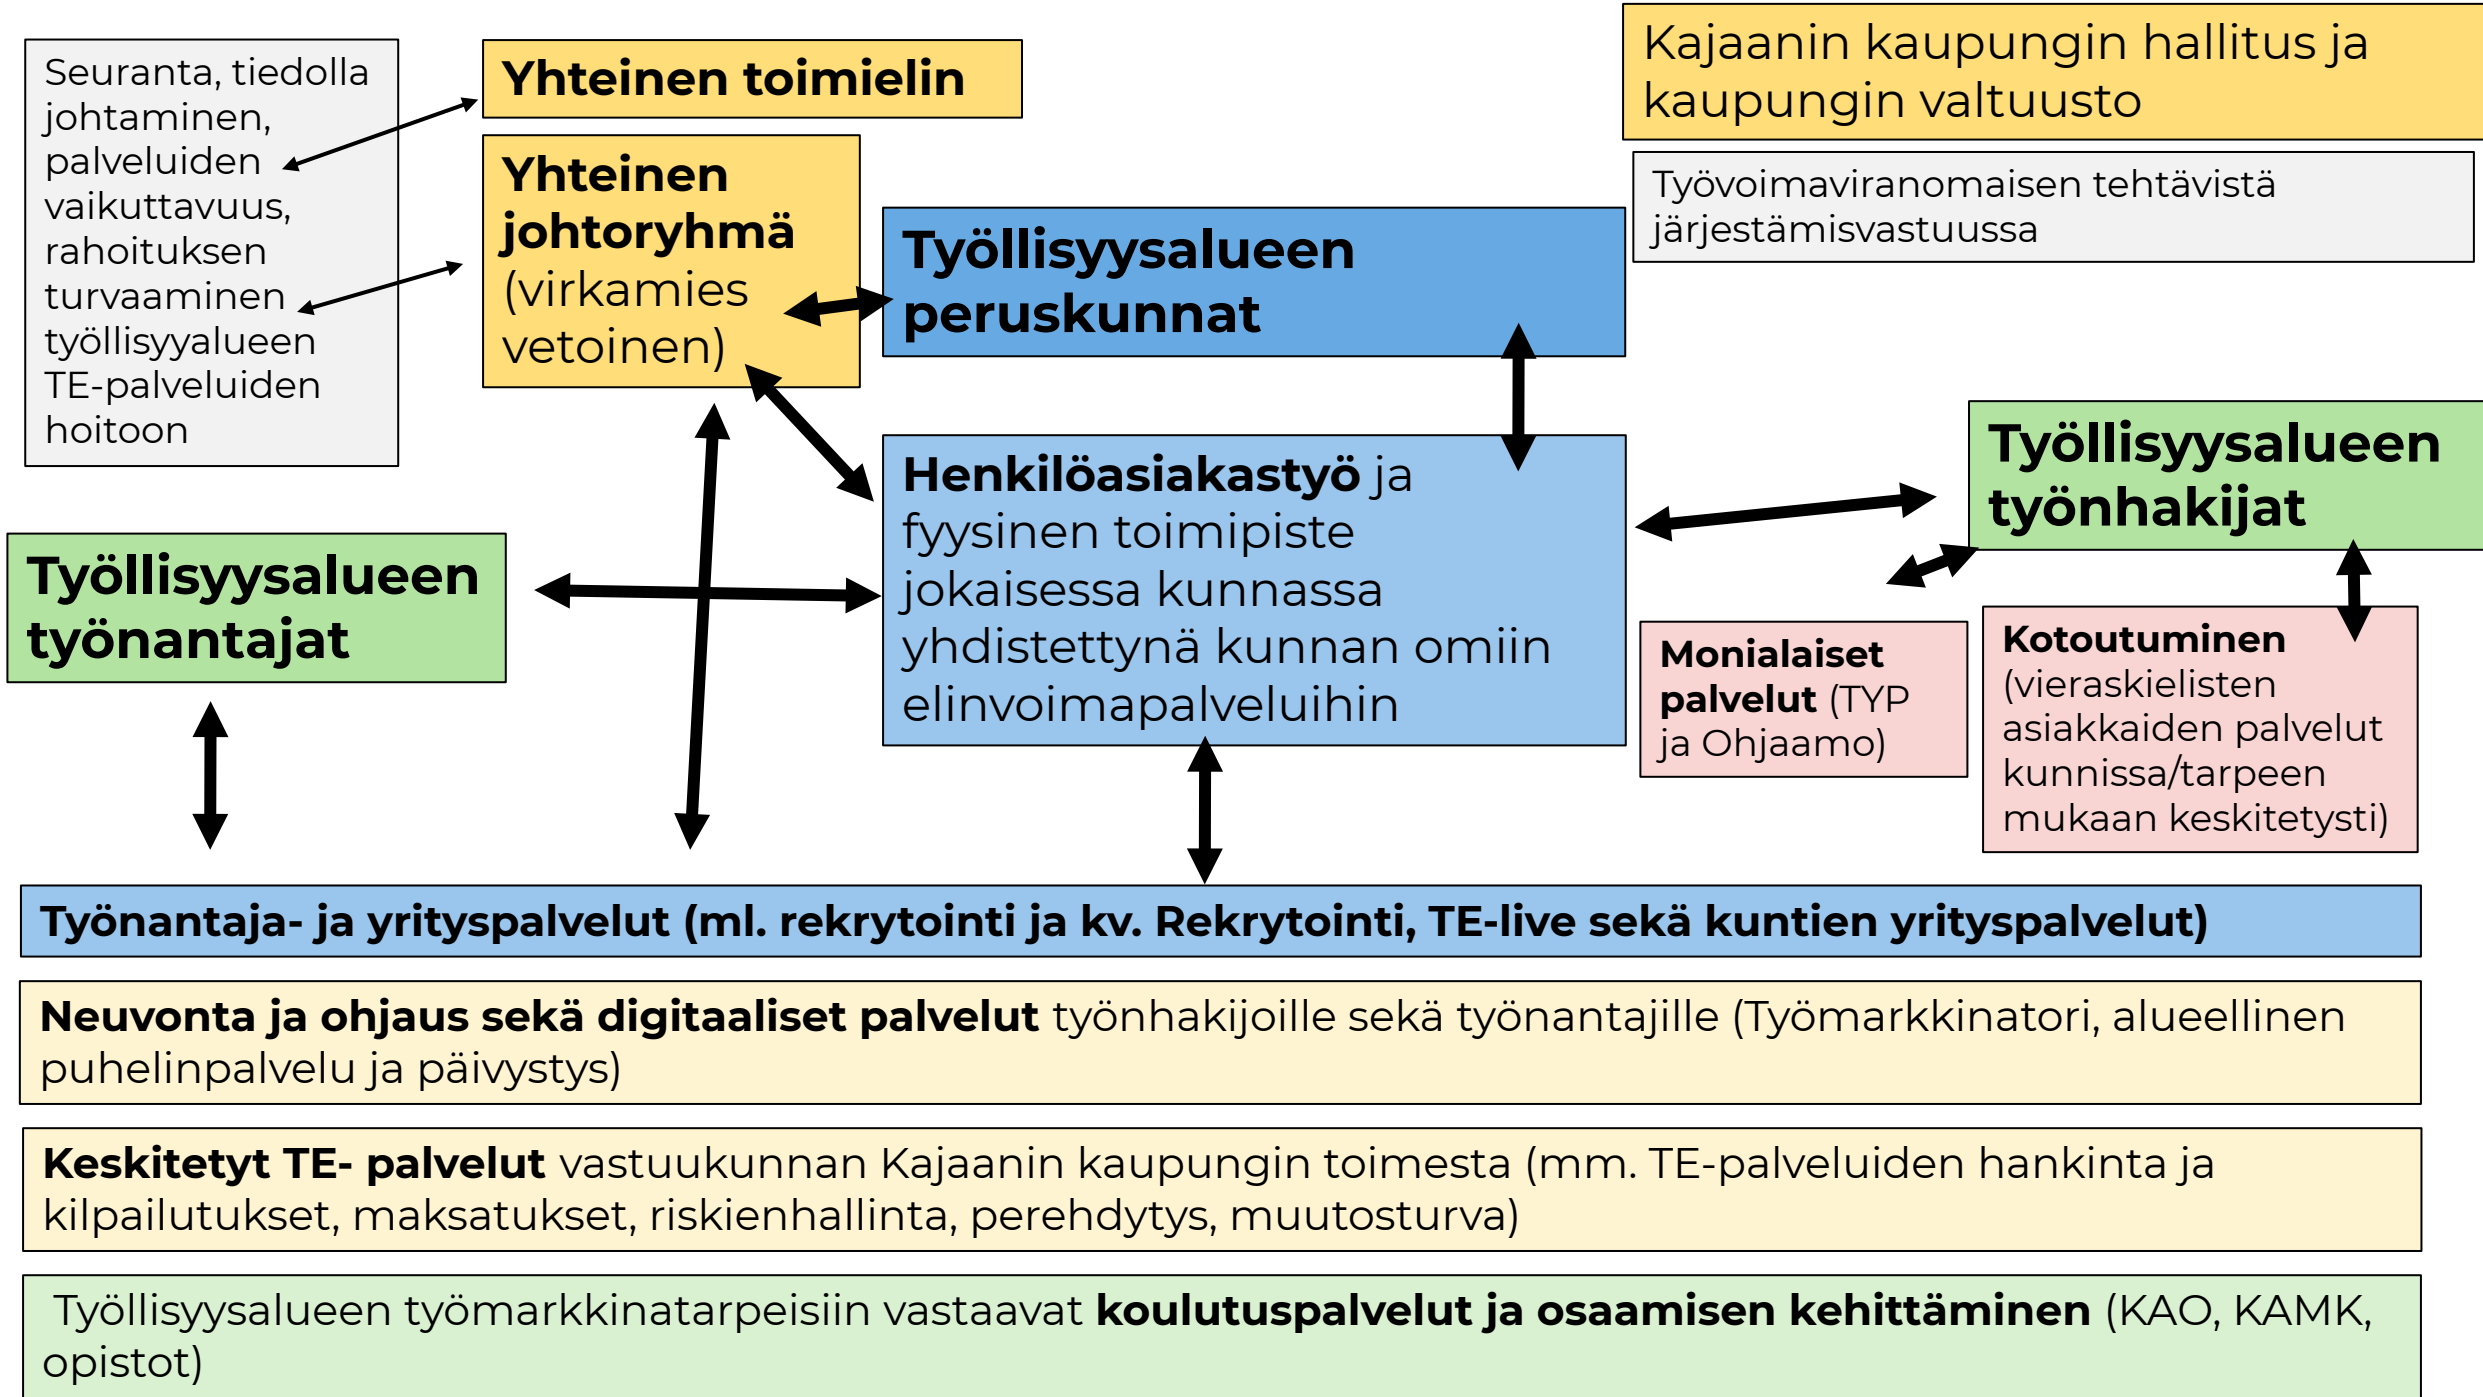 Seuranta, tiedolla
johtaminen,
palveluiden
vaikuttavuus,
rahoituksen
turvaaminen
työllisyyalueen
TE-palveluiden
hoitoon
Yhteinen toimielin
Yhteinen
johtoryhmä
(virkamies
vetoinen)
Kajaanin kaupungin hallitus ja
kaupungin valtuusto
Työvoimaviranomaisen tehtävistä
järjestämisvastuussa
Työllisyysalueen
peruskunnat
Henkilöasiakastyö ja
fyysinen toimipiste
jokaisessa kunnassa
yhdistettynä kunnan omiin
elinvoimapalveluihin
Työllisyysalueen
työnhakijat
Työllisyysalueen
työnantajat
Monialaiset
palvelut (TYP
ja Ohjaamo)
Kotoutuminen
(vieraskielisten
asiakkaiden palvelut
kunnissa/tarpeen
mukaan keskitetysti)
Työnantaja- ja yrityspalvelut (ml. rekrytointi ja kv. Rekrytointi, TE-live sekä kuntien yrityspalvelut)
Neuvonta ja ohjaus sekä digitaaliset palvelut työnhakijoille sekä työnantajille (Työmarkkinatori, alueellinen
puhelinpalvelu ja päivystys)
Keskitetyt TE- palvelut vastuukunnan Kajaanin kaupungin toimesta (mm. TE-palveluiden hankinta ja
kilpailutukset, maksatukset, riskienhallinta, perehdytys, muutosturva)
Työllisyysalueen työmarkkinatarpeisiin vastaavat koulutuspalvelut ja osaamisen kehittäminen (KAO, KAMK,
opistot)